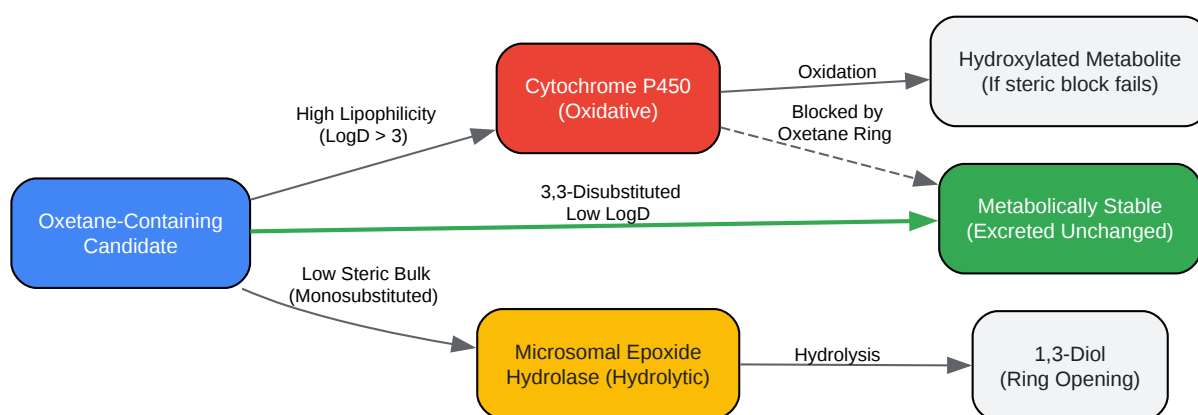 Oxetane-Containing
Candidate
High Lipophilicity
(LogD > 3)
Cytochrome P450
(Oxidative)
Oxidation
Hydroxylated Metabolite
(If steric block fails)
Blocked by
Oxetane Ring
3,3-Disubstituted
Low LogD
Metabolically Stable
(Excreted Unchanged)
Low Steric Bulk
(Monosubstituted)
Microsomal Epoxide
Hydrolase (Hydrolytic)
Hydrolysis
1,3-Diol
(Ring Opening)